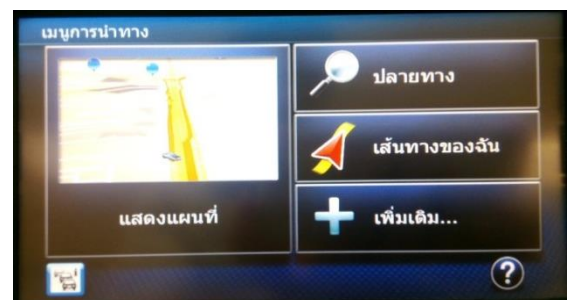 เมนูการนำทาง
ปลายทาง
เส้นทางของฉัน
แสดงแผนที่
เพิ่มเติม...
?